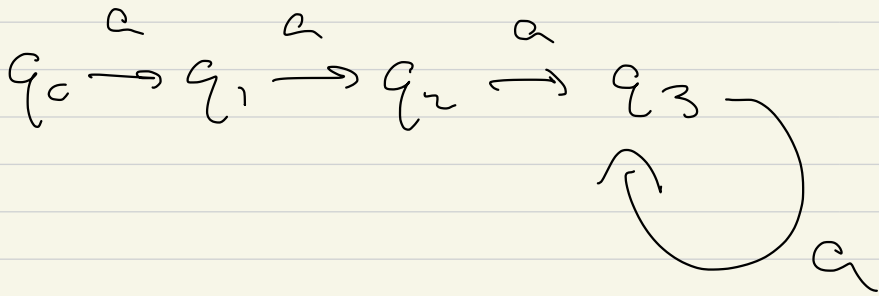 a a a
q0 → q1 → q2 → q3
a